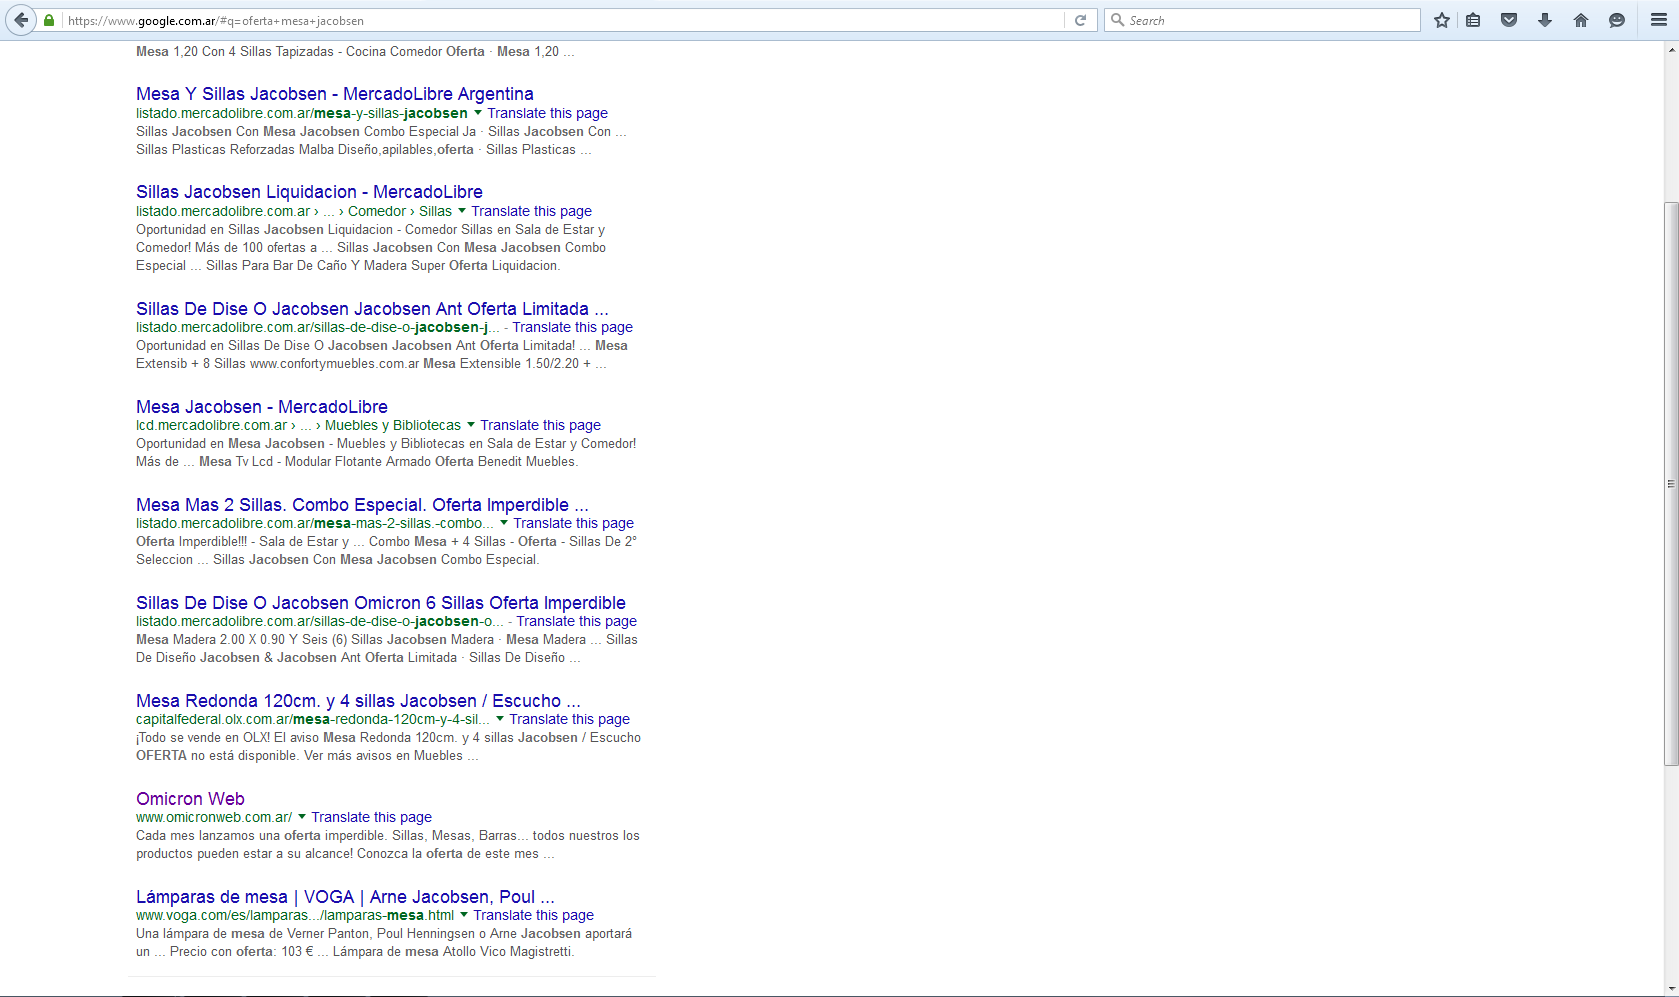 https://www.google.com.ar/#q=oferta+mesa+jacobsen
Search
Mesa 1,20 Con 4 Sillas Tapizadas - Cocina Comedor Oferta · Mesa 1,20 ...
Mesa Y Sillas Jacobsen - MercadoLibre Argentina
listado.mercadolibre.com.ar/mesa-y-sillas-jacobsen Translate this page
Sillas Jacobsen Con Mesa Jacobsen Combo Especial Ja · Sillas Jacobsen Con ...
Sillas Plasticas Reforzadas Malba Diseño,apilables,oferta · Sillas Plasticas ...
Sillas Jacobsen Liquidacion - MercadoLibre
listado.mercadolibre.com.ar › ... › Comedor › Sillas Translate this page
Oportunidad en Sillas Jacobsen Liquidacion - Comedor Sillas en Sala de Estar y
Comedor! Más de 100 ofertas a ... Sillas Jacobsen Con Mesa Jacobsen Combo
Especial ... Sillas Para Bar De Caño Y Madera Super Oferta Liquidacion.
Sillas De Dise O Jacobsen Jacobsen Ant Oferta Limitada ...
listado.mercadolibre.com.ar/sillas-de-dise-o-jacobsen-j... - Translate this page
Oportunidad en Sillas De Dise O Jacobsen Jacobsen Ant Oferta Limitada! ... Mesa
Extensib + 8 Sillas www.confortymuebles.com.ar Mesa Extensible 1.50/2.20 + ...
Mesa Jacobsen - MercadoLibre
lcd.mercadolibre.com.ar › ... › Muebles y Bibliotecas Translate this page
Oportunidad en Mesa Jacobsen - Muebles y Bibliotecas en Sala de Estar y Comedor!
Más de ... Mesa Tv Lcd - Modular Flotante Armado Oferta Benedit Muebles.
Mesa Mas 2 Sillas. Combo Especial. Oferta Imperdible ...
listado.mercadolibre.com.ar/mesa-mas-2-sillas.-combo... Translate this page
Oferta Imperdible!!! - Sala de Estar y ... Combo Mesa + 4 Sillas - Oferta - Sillas De 2°
Seleccion ... Sillas Jacobsen Con Mesa Jacobsen Combo Especial.
Sillas De Dise O Jacobsen Omicron 6 Sillas Oferta Imperdible
listado.mercadolibre.com.ar/sillas-de-dise-o-jacobsen-o... - Translate this page
Mesa Madera 2.00 X 0.90 Y Seis (6) Sillas Jacobsen Madera · Mesa Madera ... Sillas
De Diseño Jacobsen & Jacobsen Ant Oferta Limitada · Sillas De Diseño ...
Mesa Redonda 120cm. y 4 sillas Jacobsen / Escucho ...
capitalfederal.olx.com.ar/mesa-redonda-120cm-y-4-sil... Translate this page
¡Todo se vende en OLX! El aviso Mesa Redonda 120cm. y 4 sillas Jacobsen / Escucho
OFERTA no está disponible. Ver más avisos en Muebles ...
Omicron Web
www.omicronweb.com.ar/ Translate this page
Cada mes lanzamos una oferta imperdible. Sillas, Mesas, Barras... todos nuestros los
productos pueden estar a su alcance! Conozca la oferta de este mes ...
Lámparas de mesa | VOGA | Arne Jacobsen, Poul ...
www.voga.com/es/lamparas.../lamparas-mesa.html Translate this page
Una lámpara de mesa de Verner Panton, Poul Henningsen o Arne Jacobsen aportará
un ... Precio con oferta: 103 € ... Lámpara de mesa Atollo Vico Magistretti.